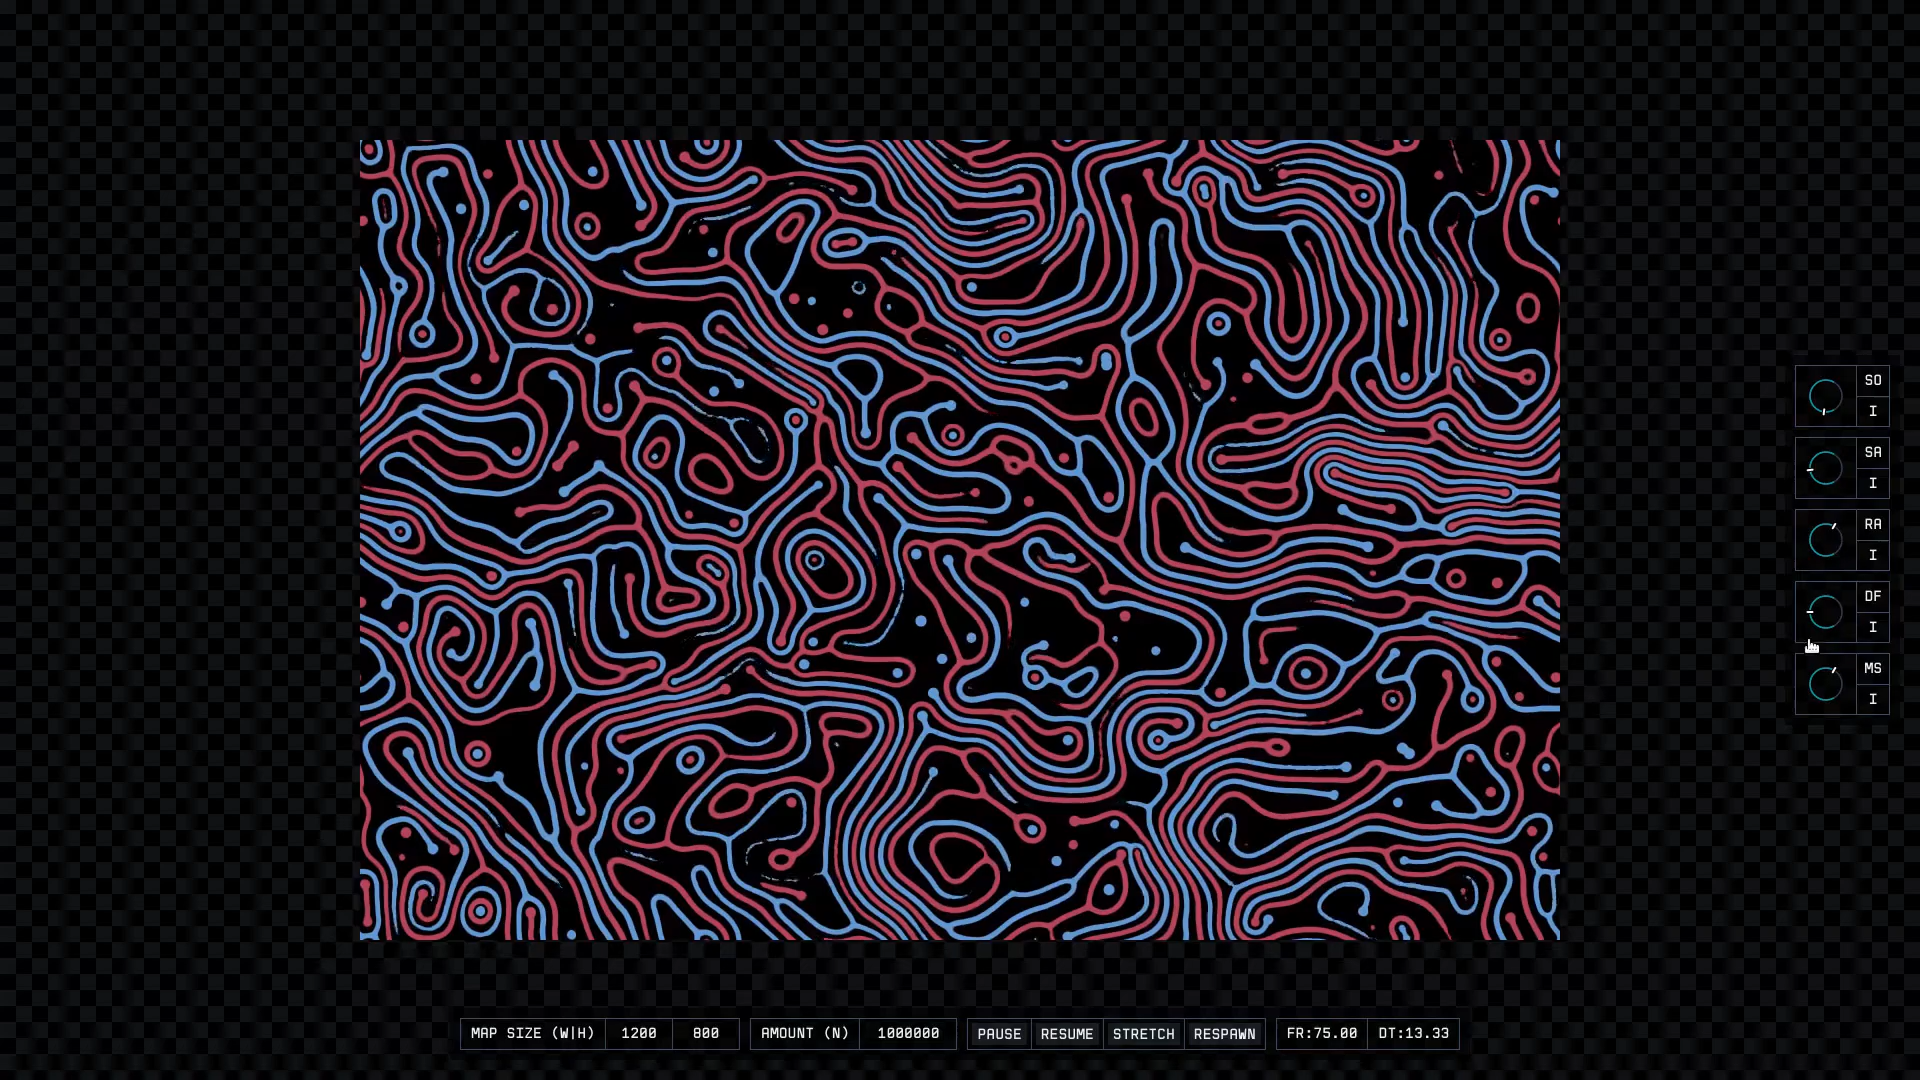 SO
I
SA
I
RA
I
DF
I
MS
I
MAP SIZE (W|H) 1200 800 AMOUNT (N) 1000000 PAUSE RESUME STRETCH RESPAWN FR:75.00 DT:13.33